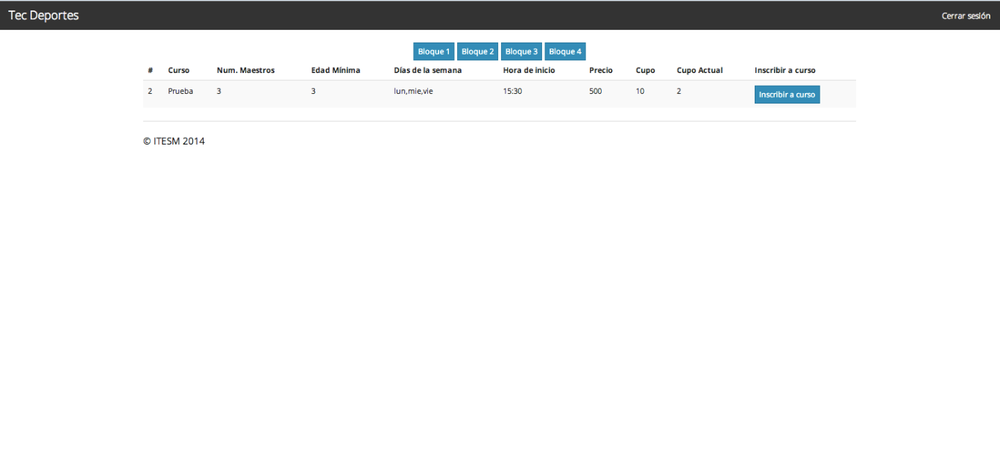 Tec Deportes Cerrar sesión
Bloque 1 Bloque 2 Bloque 3 Bloque 4
# Curso Num. Maestros Edad Mínima Días de la semana Hora de inicio Precio Cupo Cupo Actual Inscribir a curso
2 Prueba 3 3 lun,mie,vie 15:30 500 10 2 Inscribir a curso
© ITESM 2014